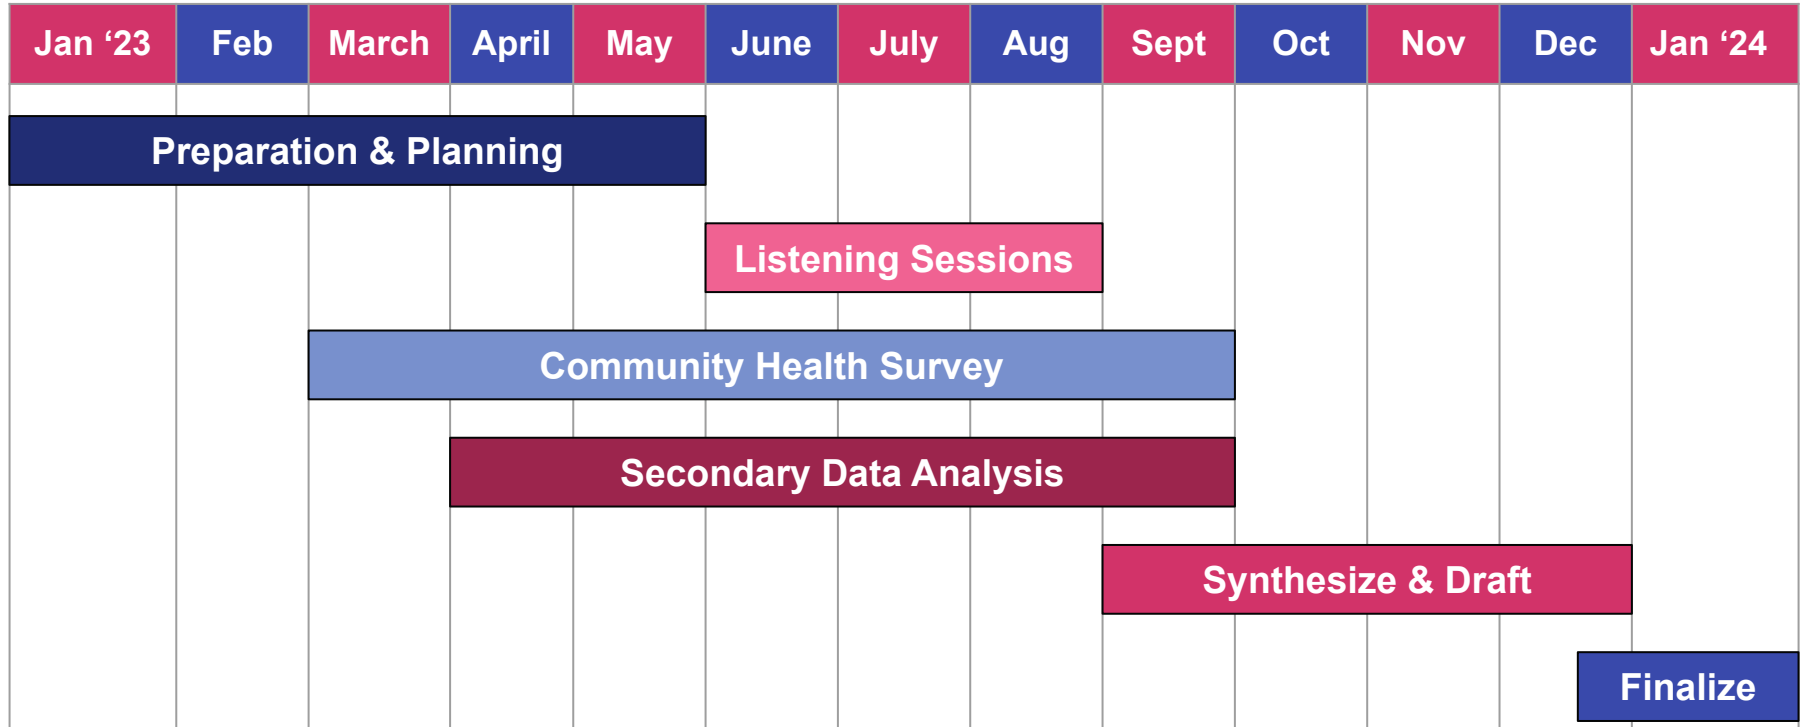 Jan ‘23 Feb March April May June July Aug Sept Oct Nov Dec Jan ‘24
Preparation & Planning
Listening Sessions
Community Health Survey
Secondary Data Analysis
Synthesize & Draft
Finalize